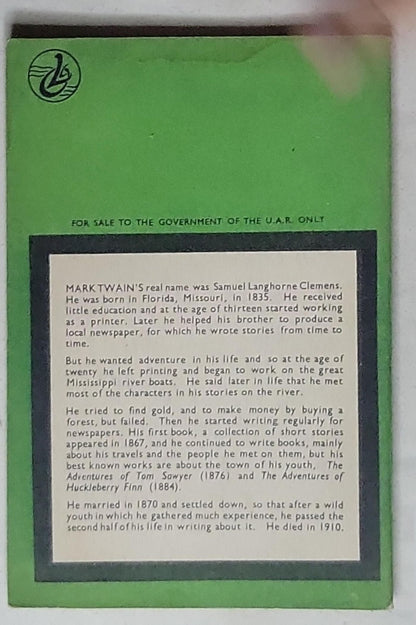 FOR SALE TO THE GOVERNMENT OF THE U.A.R. ONLY
MARK TWAIN'S real name was Samuel Langhorne Clemens.
He was born in Florida, Missouri, in 1835. He received
little education and at the age of thirteen started working
as a printer. Later he helped his brother to produce a
local newspaper, for which he wrote stories from time to
time.
But he wanted adventure in his life and so at the age of
twenty he left printing and began to work on the great
Mississippi river boats. He said later in life that he met
most of the characters in his stories on the river.
He tried to find gold, and to make money by buying a
forest, but failed. Then he started writing regularly for
newspapers. His first book, a collection of short stories
appeared in 1867, and he continued to write books, mainly
about his travels and the people he met on them, but his
best known works are about the town of his youth, The
Adventures of Tom Sawyer (1876) and The Adventures of
Huckleberry Finn (1884).
He married in 1870 and settled down, so that after a wild
youth in which he gathered much experience, he passed the
second half of his life in writing about it. He died in 1910.